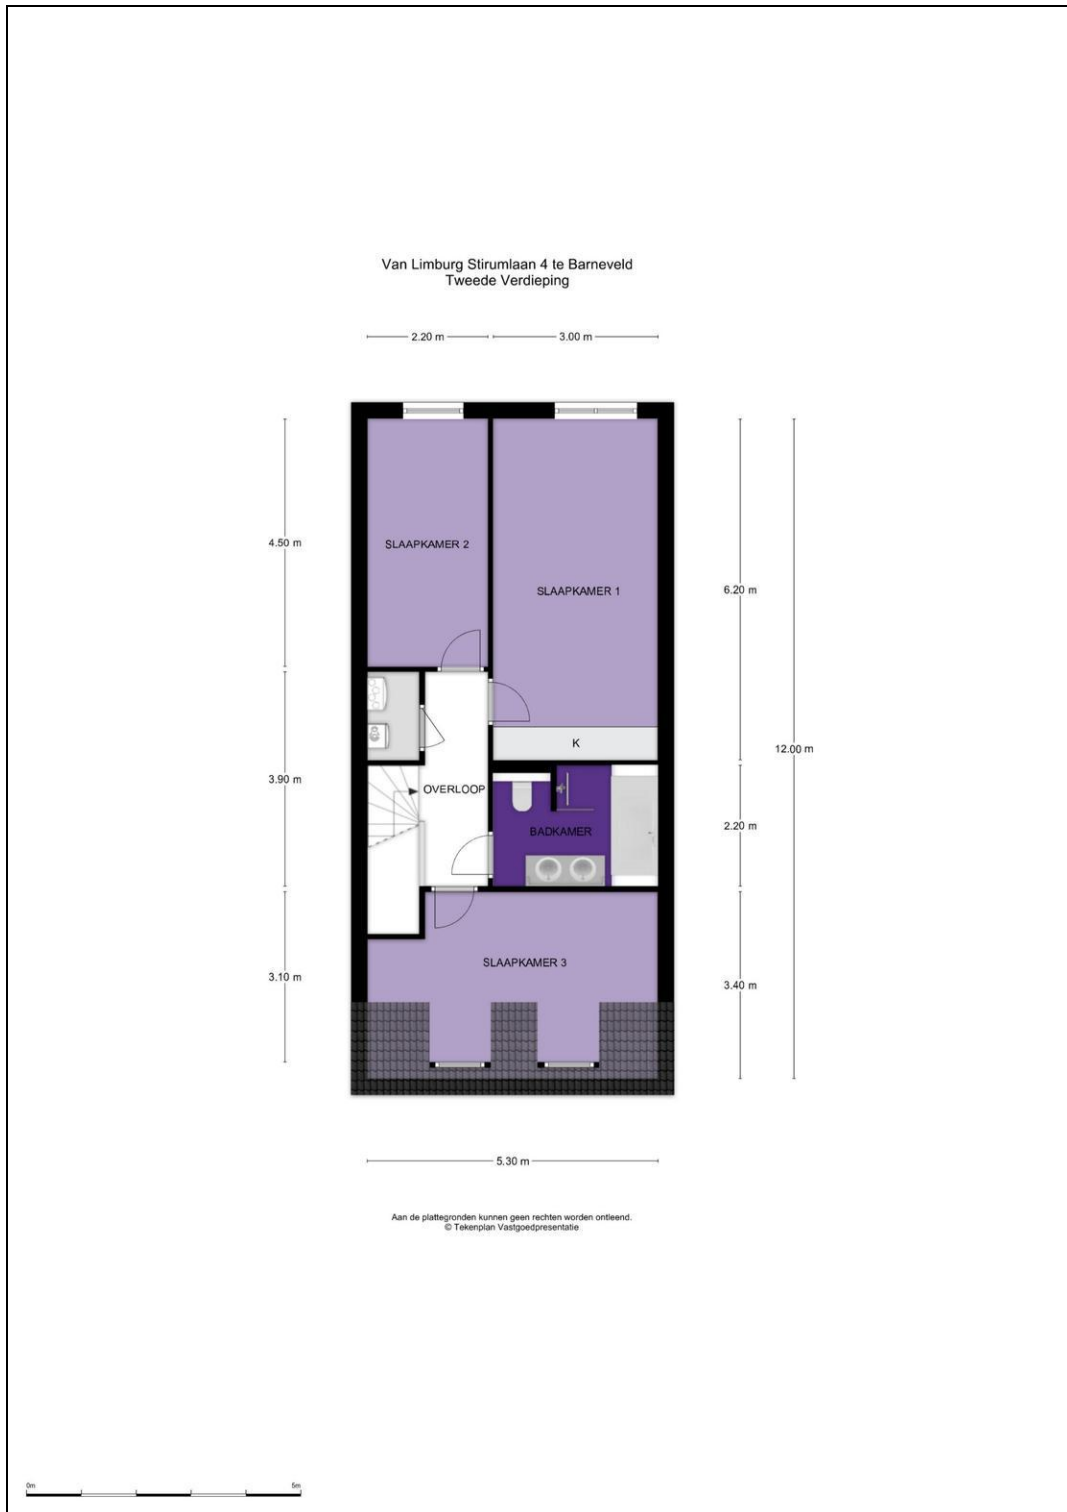 Van Limburg Stirumlaan 4 te Barneveld
Tweede Verdieping
2.20 m
3.00 m
4.50 m
SLAAPKAMER 2
SLAAPKAMER 1
6.20 m
K
12.00 m
3.90 m
OVERLOOP
BADKAMER
2.20 m
SLAAPKAMER 3
3.10 m
3.40 m
5.30 m
Aan de plattegronden kunnen geen rechten worden ontleend.
© Tekenplan Vastgoedpresentatie
0m
5m